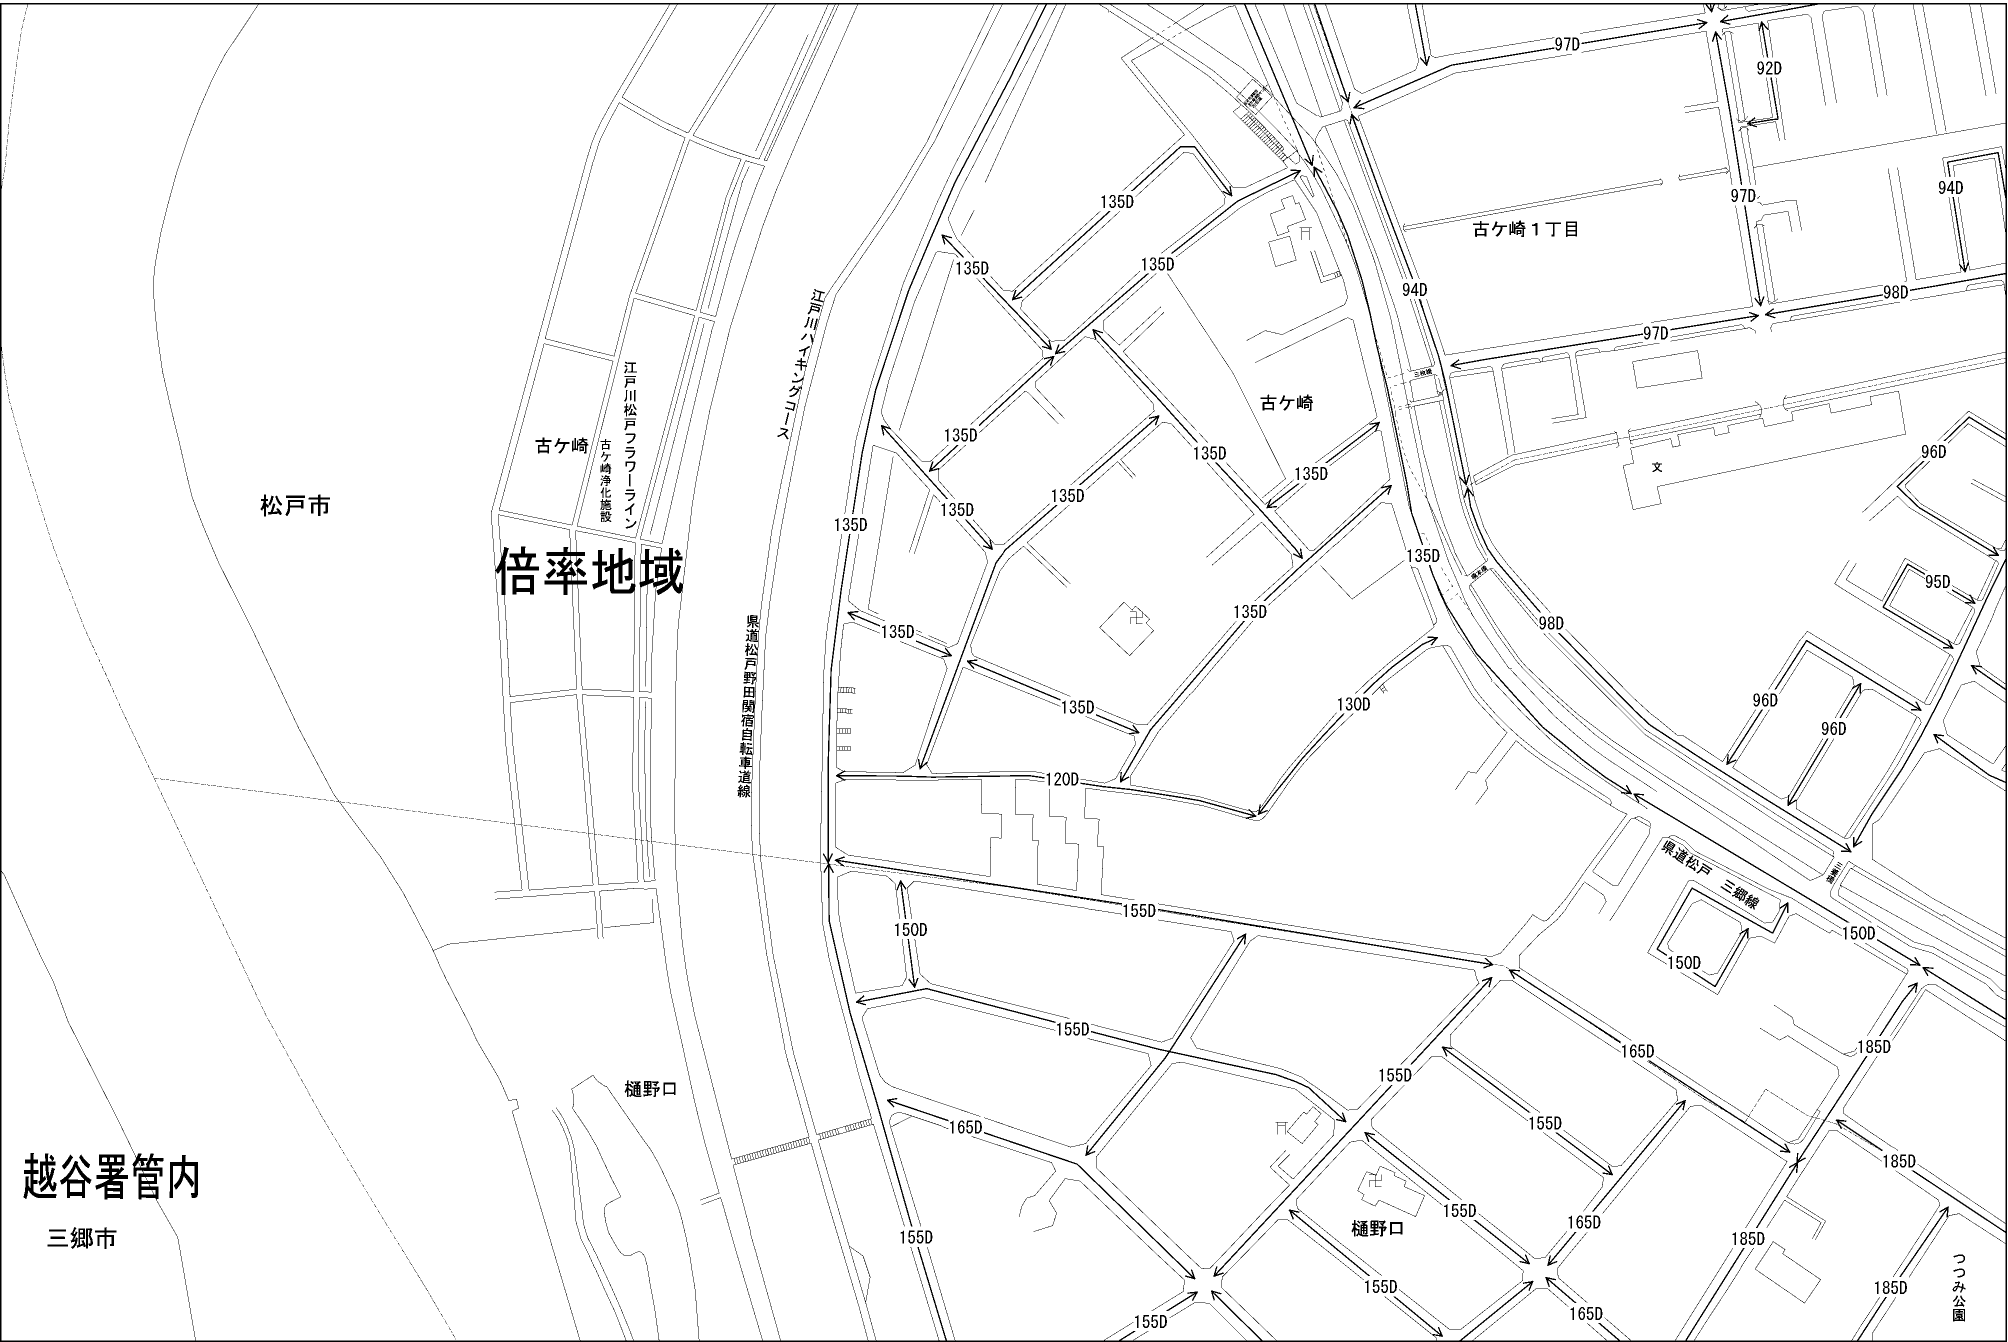 97D
92D
97D
94D
135D
古ケ崎１丁目
135D
135D
94D
98D
97D
江戸川ハイキングコース
江戸川松戸フラワーライン
古ケ崎浄化施設
古ケ崎
古ケ崎
135D
135D
135D
96D
文
松戸市
135D
135D
135D
135D
135D
倍率地域
95D
135D
98D
135D
県道松戸野田関宿自転車道線
135D
130D
96D
96D
120D
県道松戸 三郷線
155D
150D
150D
150D
155D
165D
185D
155D
樋野口
165D
155D
185D
越谷署管内
155D
165D
樋野口
三郷市
155D
185D
155D
185D
つつみ公園
155D
165D